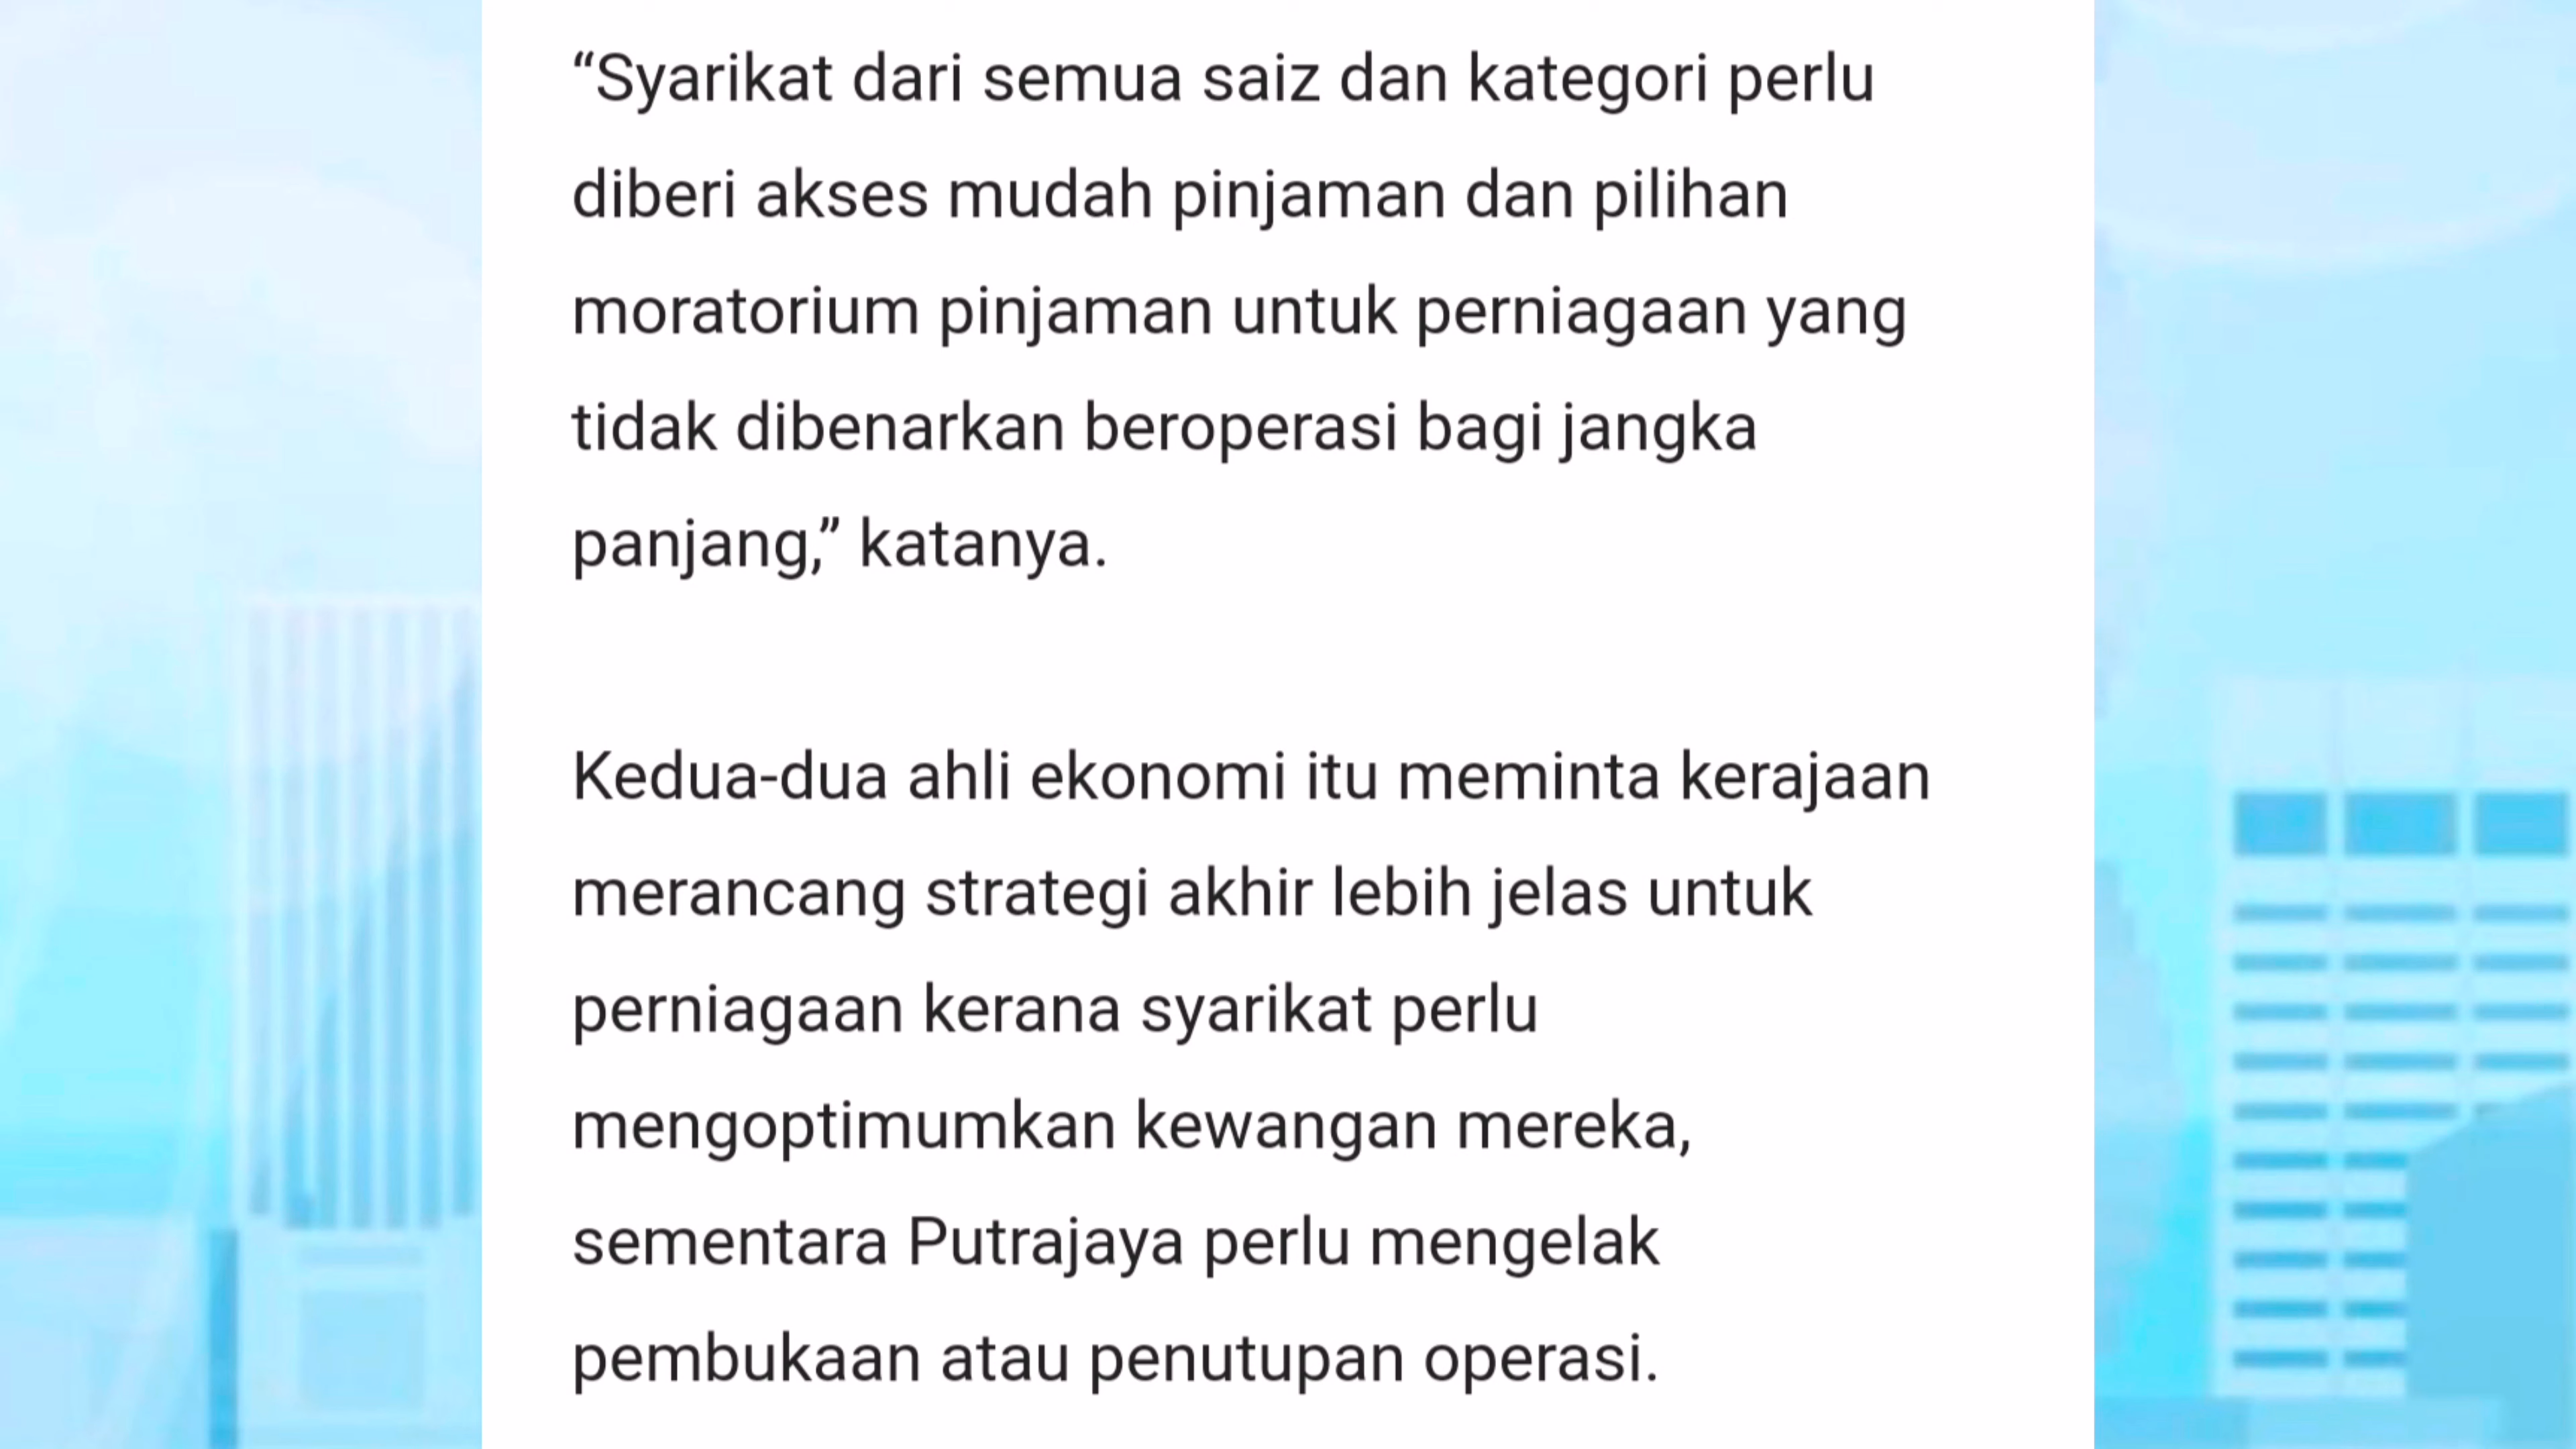 “Syarikat dari semua saiz dan kategori perlu
diberi akses mudah pinjaman dan pilihan
moratorium pinjaman untuk perniagaan yang
tidak dibenarkan beroperasi bagi jangka
panjang,” katanya.
Kedua-dua ahli ekonomi itu meminta kerajaan
merancang strategi akhir lebih jelas untuk
perniagaan kerana syarikat perlu
mengoptimumkan kewangan mereka,
sementara Putrajaya perlu mengelak
pembukaan atau penutupan operasi.